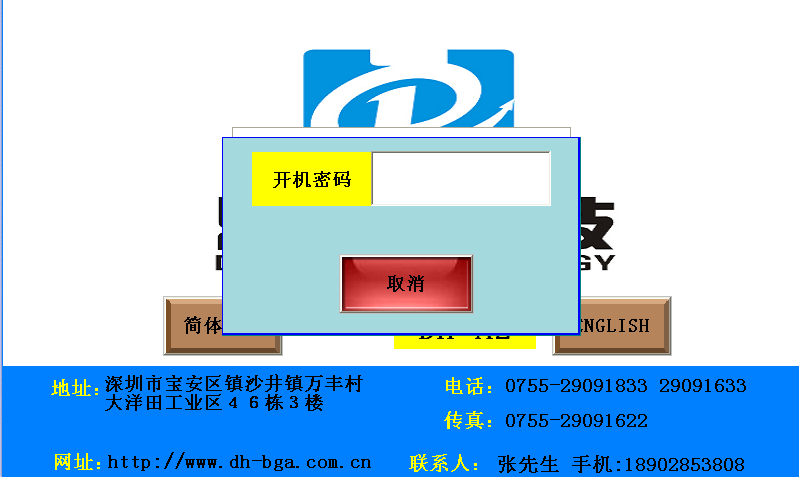 开机密码
取消
简体
ENGLISH
地址: 深圳市宝安区镇沙井镇万丰村
大洋田工业区４６栋３楼
电话: 0755-29091833 29091633
传真: 0755-29091622
网址: http://www.dh-bga.com.cn
联系人: 张先生 手机:18902853808